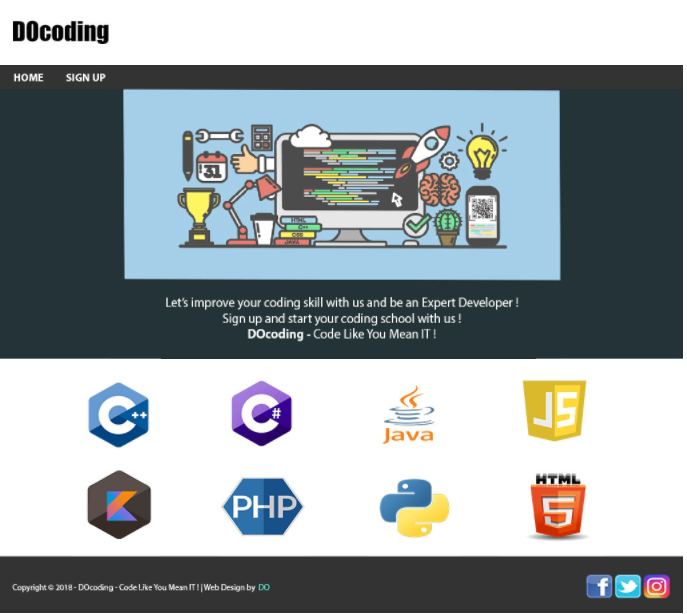 DOcoding
HOME SIGN UP
31
HTML
C++
CSS
JAVA
Let's improve your coding skill with us and be an Expert Developer !
Sign up and start your coding school with us !
DOcoding - Code Like You Mean IT !
C++
C#
Java
JS
PHP
HTML
5
Copyright © 2018 - DOcoding - Code Like You Mean IT ! | Web Design by DO